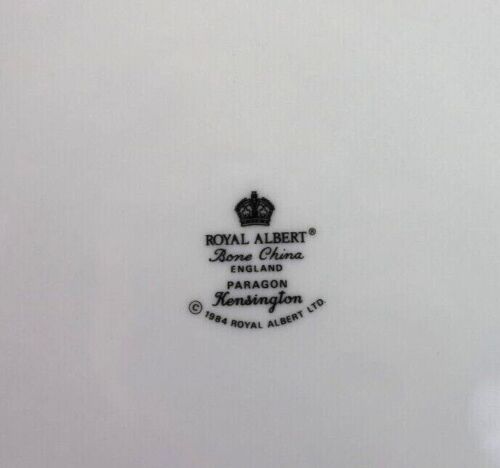 ROYAL ALBERT®
Bone China
ENGLAND
PARAGON
Kensington
© 1984 ROYAL ALBERT LTD.